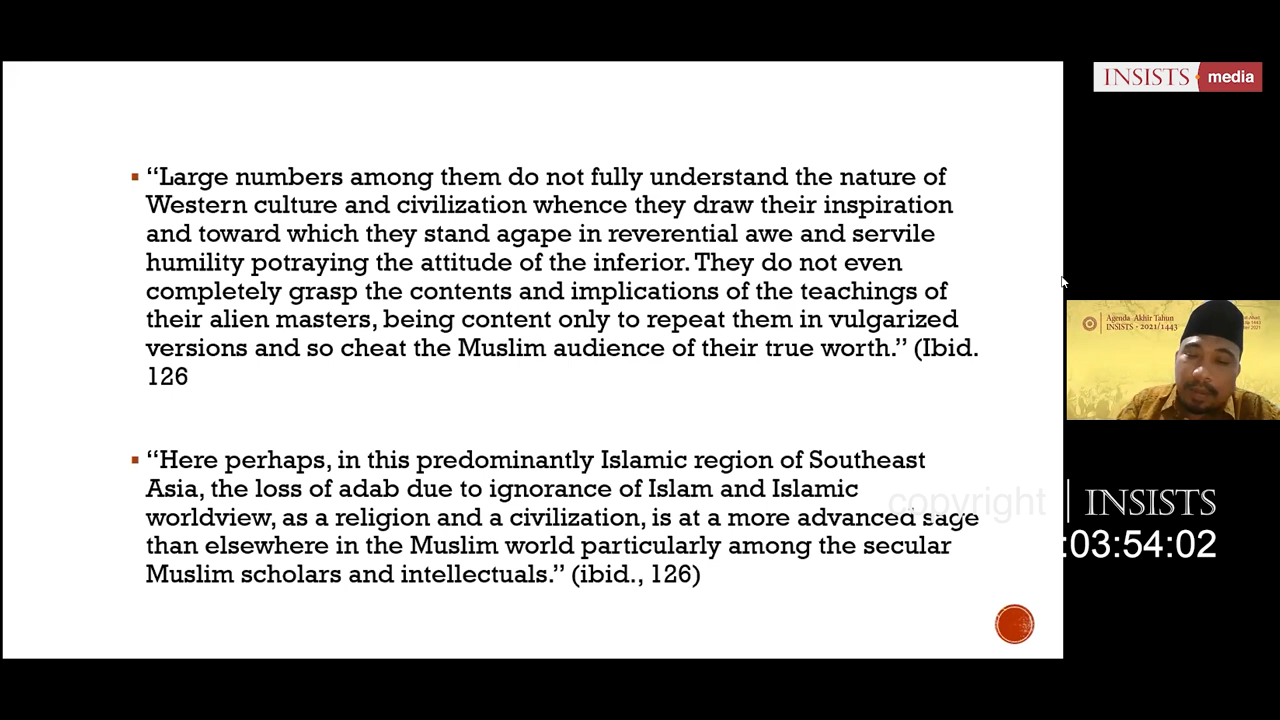 INSISTS media
▪ “Large numbers among them do not fully understand the nature of
Western culture and civilization whence they draw their inspiration
and toward which they stand agape in reverential awe and servile
humility potraying the attitude of the inferior. They do not even
completely grasp the contents and implications of the teachings of
their alien masters, being content only to repeat them in vulgarized
versions and so cheat the Muslim audience of their true worth.” (Ibid.
126
▪ “Here perhaps, in this predominantly Islamic region of Southeast
Asia, the loss of adab due to ignorance of Islam and Islamic
worldview, as a religion and a civilization, is at a more advanced sage
than elsewhere in the Muslim world particularly among the secular
Muslim scholars and intellectuals.” (ibid., 126)
Agenda Akhir Tahun
INSISTS - 2021/1443
copyright | INSISTS
:03:54:02